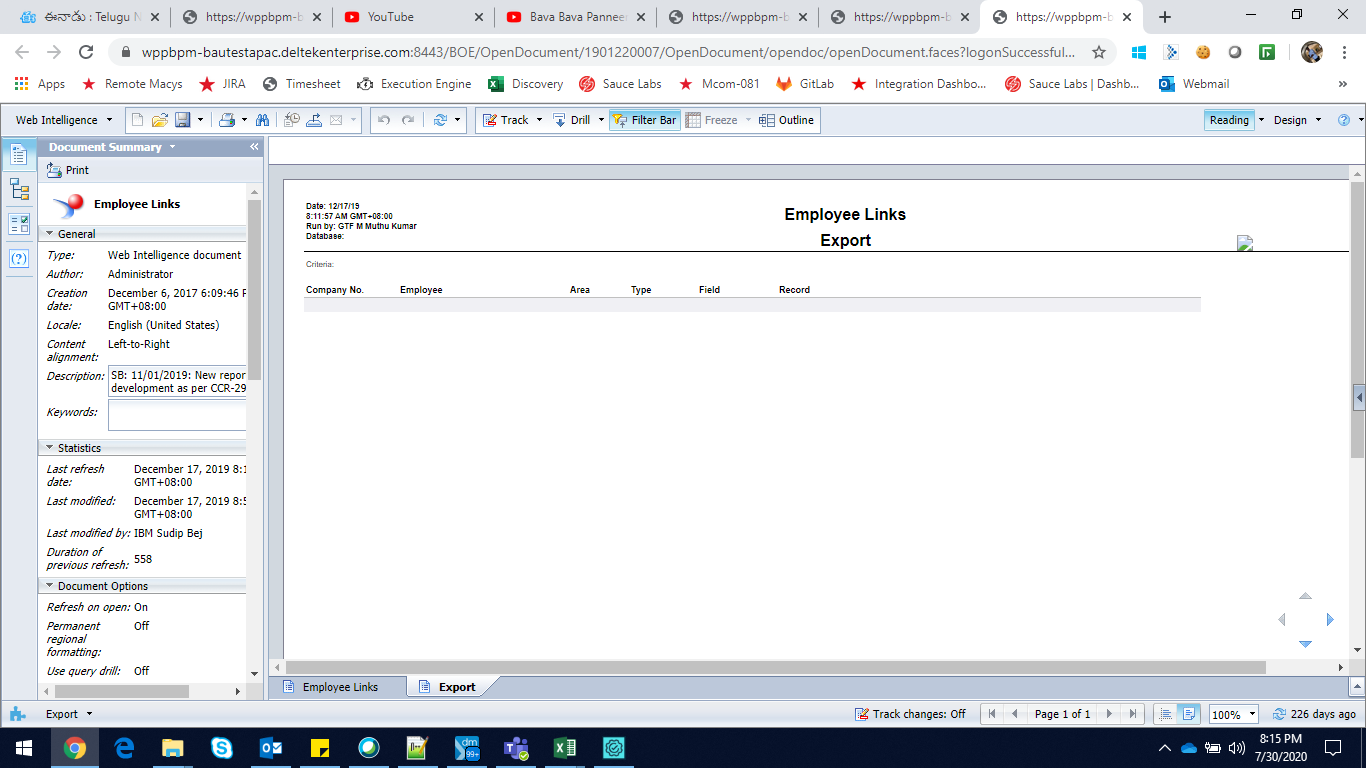 ఈనాడు : Telugu N
https://wppbpm-b
YouTube
Bava Bava Panneer
https://wppbpm-b
https://wppbpm-b
https://wppbpm-b
wppbpm-bautestapac.deltekenterprise.com:8443/BOE/OpenDocument/1901220007/OpenDocument/opendoc/openDocument.faces?logonSuccessful...
Apps
Remote Macys
JIRA
Timesheet
Execution Engine
Discovery
Sauce Labs
Mcom-081
GitLab
Integration Dashbo...
Sauce Labs | Dashb...
Webmail
»
Web Intelligence
Track
Drill
Filter Bar
Freeze
Outline
Reading
Design
Document Summary
Print
Employee Links
General
Type: Web Intelligence document
Author: Administrator
Creation date: December 6, 2017 6:09:46 P
GMT+08:00
Locale: English (United States)
Content alignment: Left-to-Right
Description: SB: 11/01/2019: New repor
development as per CCR-29
Keywords:
Statistics
Last refresh date: December 17, 2019 8:1
GMT+08:00
Last modified: December 17, 2019 8:5
GMT+08:00
Last modified by: IBM Sudip Bej
Duration of previous refresh: 558
Document Options
Refresh on open: On
Permanent regional formatting: Off
Use query drill: Off
Date: 12/17/19
8:11:57 AM GMT+08:00
Run by: GTF M Muthu Kumar
Database:
Employee Links
Export
Criteria:
Company No. Employee Area Type Field Record
Employee Links
Export
Export
Track changes: Off
Page 1 of 1
100%
226 days ago
dm
99+
8:15 PM
7/30/2020